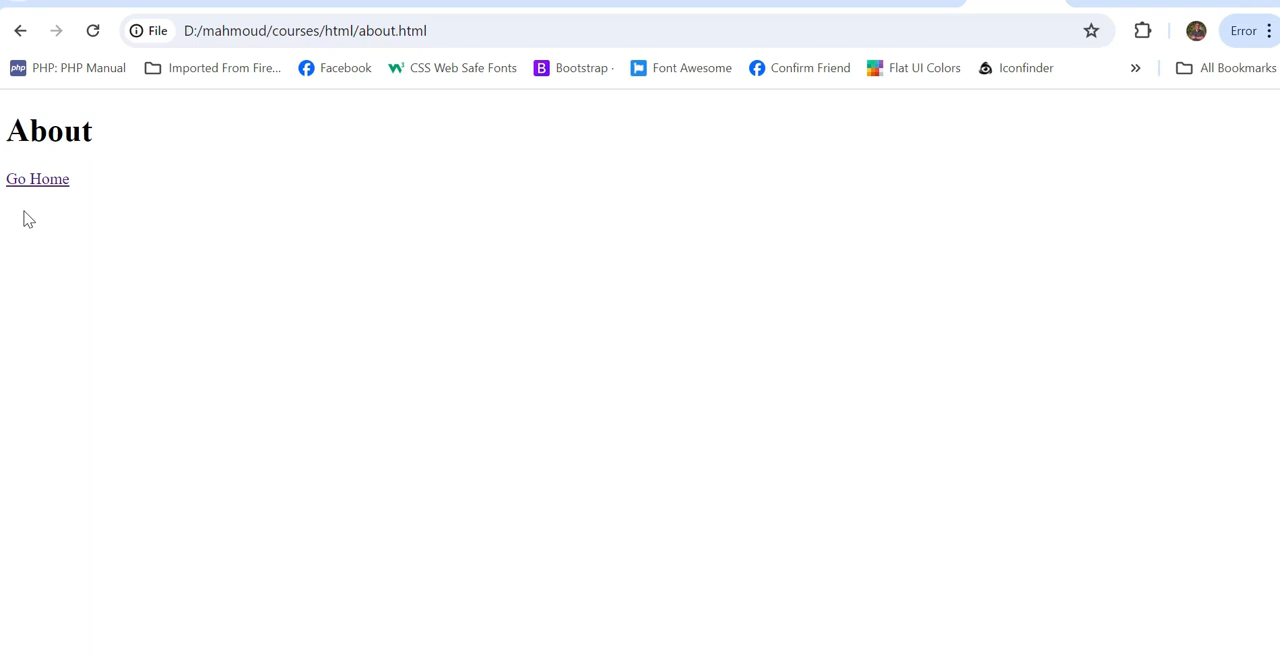 File D:/mahmoud/courses/html/about.html Error
php PHP: PHP Manual Imported From Fire... Facebook CSS Web Safe Fonts B Bootstrap · Font Awesome Confirm Friend Flat UI Colors Iconfinder » All Bookmarks
About
Go Home